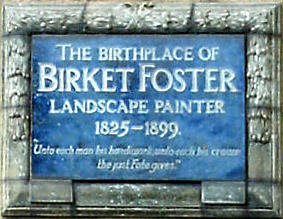 THE BIRTHPLACE OF
BIRKET FOSTER
LANDSCAPE PAINTER
1825-1899.
"Unto each man his handiwork, unto each his crown
the just Fate gives."